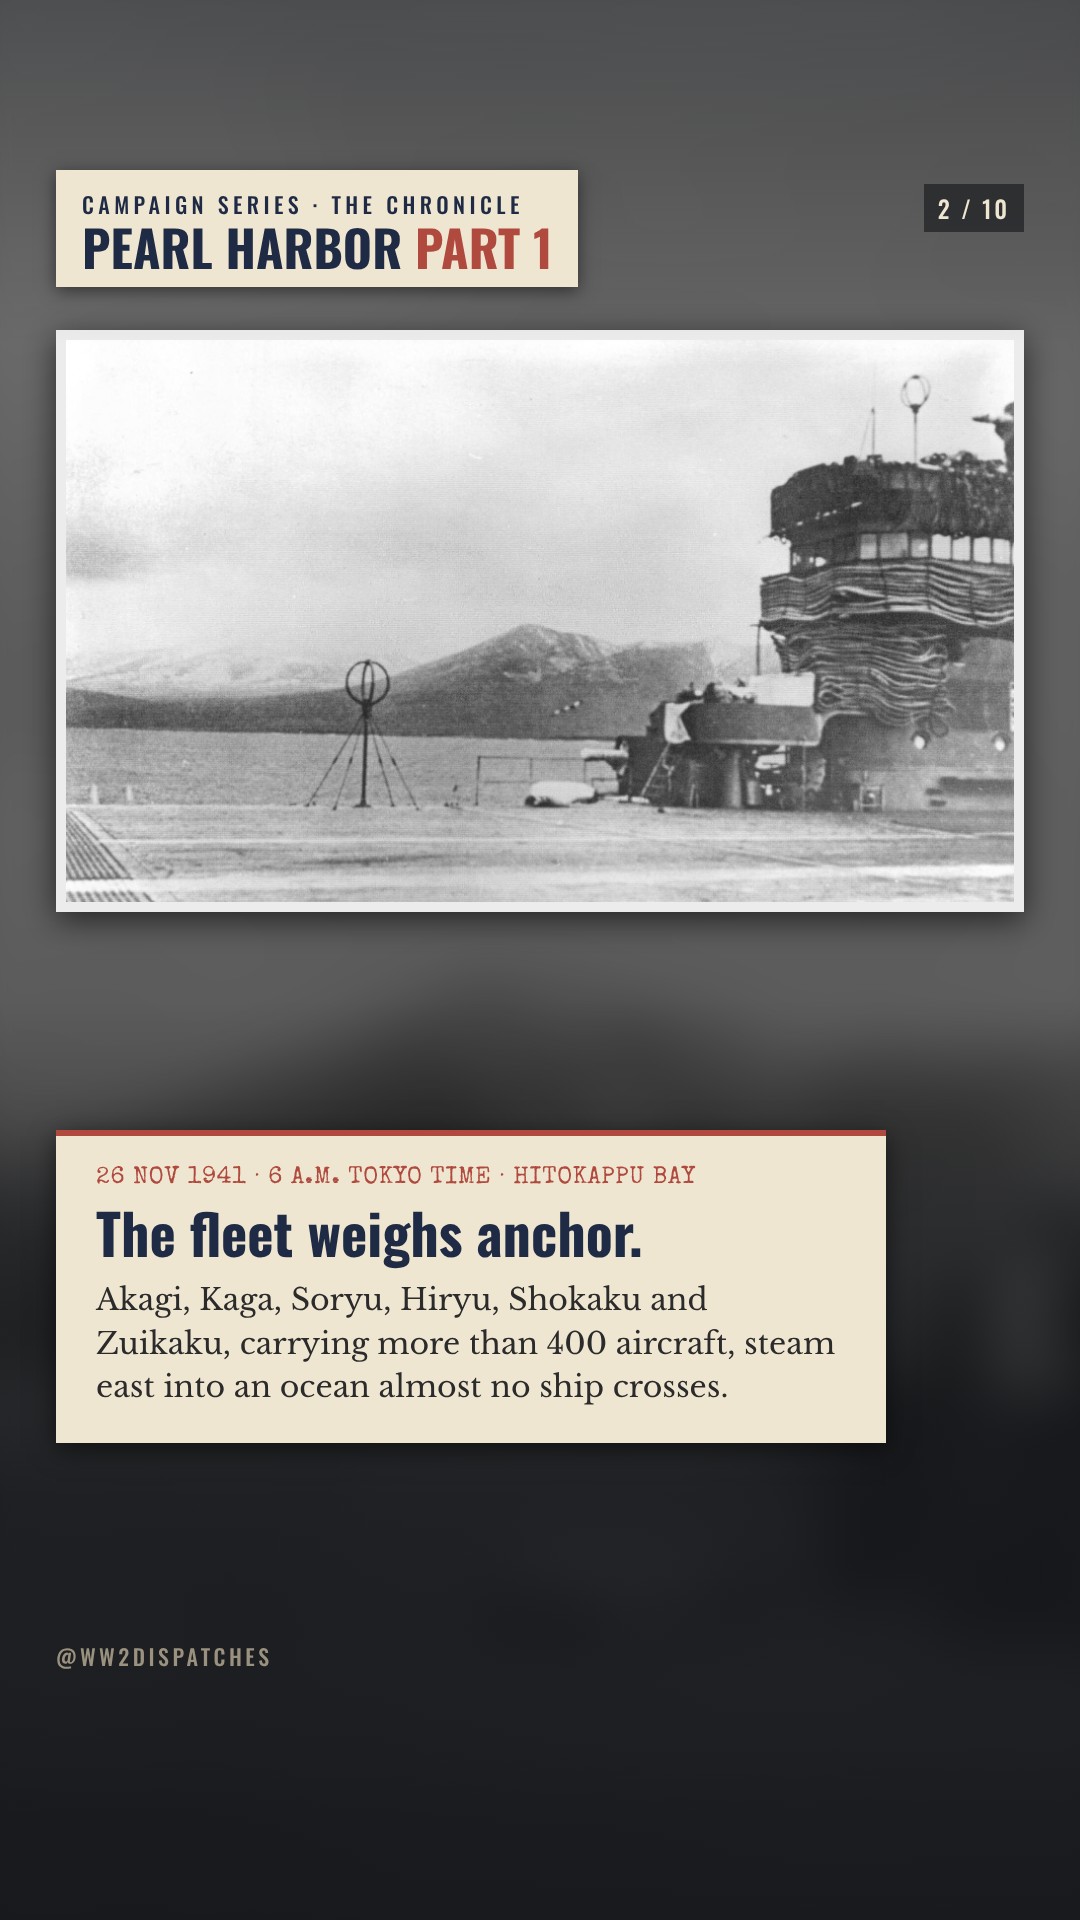 CAMPAIGN SERIES · THE CHRONICLE
PEARL HARBOR PART 1
2 / 10
26 NOV 1941 · 6 A.M. TOKYO TIME · HITOKAPPU BAY
The fleet weighs anchor.
Akagi, Kaga, Soryu, Hiryu, Shokaku and
Zuikaku, carrying more than 400 aircraft, steam
east into an ocean almost no ship crosses.
@WW2DISPATCHES